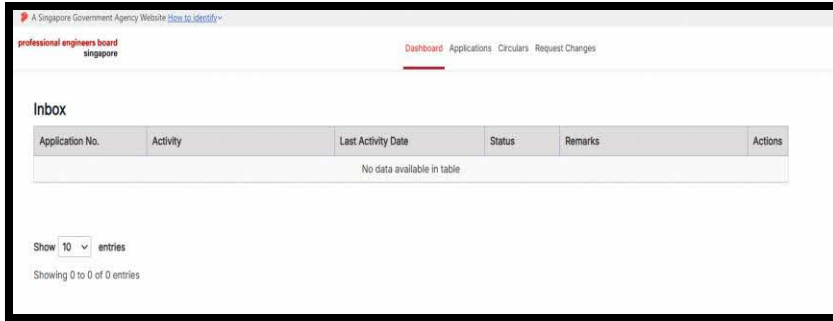 A Singapore Government Agency Website How to identify
professional engineers board
singapore
Dashboard Applications Circulars Request Changes
Inbox
Application No. Activity Last Activity Date Status Remarks Actions
No data available in table
Show 10 entries
Showing 0 to 0 of 0 entries